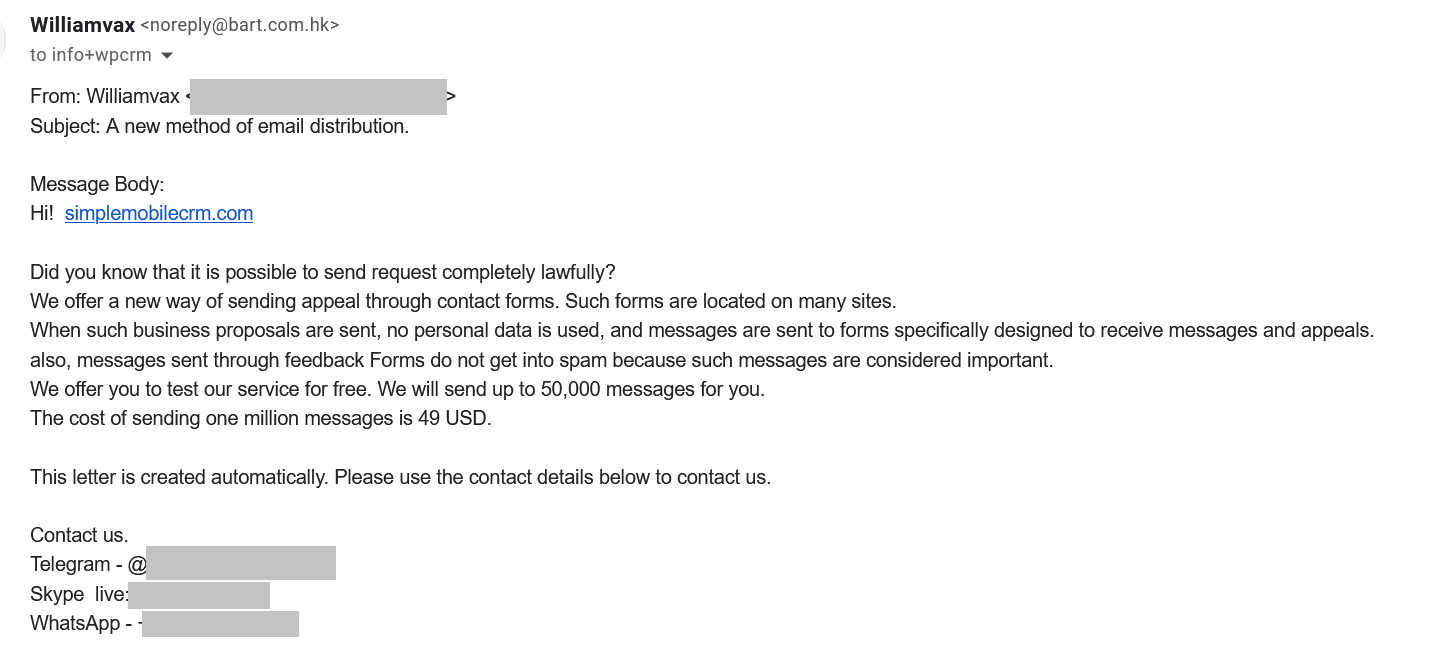 Williamvax <noreply@bart.com.hk>
to info+wpcrm
From: Williamvax < >
Subject: A new method of email distribution.
Message Body:
Hi! simplemobilecrm.com
Did you know that it is possible to send request completely lawfully?
We offer a new way of sending appeal through contact forms. Such forms are located on many sites.
When such business proposals are sent, no personal data is used, and messages are sent to forms specifically designed to receive messages and appeals.
also, messages sent through feedback Forms do not get into spam because such messages are considered important.
We offer you to test our service for free. We will send up to 50,000 messages for you.
The cost of sending one million messages is 49 USD.
This letter is created automatically. Please use the contact details below to contact us.
Contact us.
Telegram - @
Skype live:
WhatsApp -